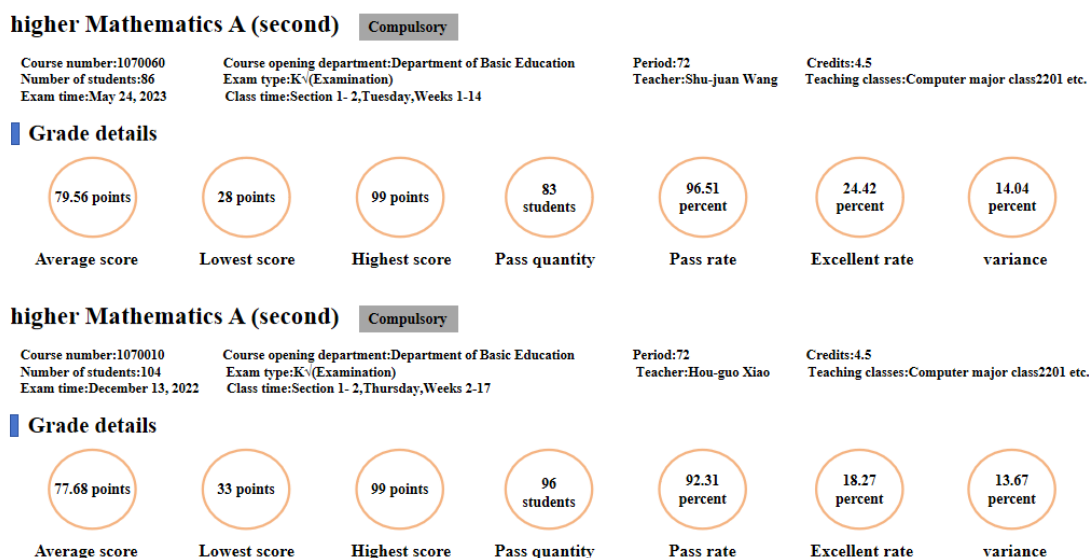 higher Mathematics A (second) Compulsory
Course number:1070060 Course opening department:Department of Basic Education Period:72 Credits:4.5
Number of students:86 Exam type:K√(Examination) Teacher:Shu-juan Wang Teaching classes:Computer major class2201 etc.
Exam time:May 24, 2023 Class time:Section 1- 2,Tuesday,Weeks 1-14
Grade details
79.56 points 28 points 99 points 83 students 96.51 percent 24.42 percent 14.04 percent
Average score Lowest score Highest score Pass quantity Pass rate Excellent rate variance
higher Mathematics A (second) Compulsory
Course number:1070010 Course opening department:Department of Basic Education Period:72 Credits:4.5
Number of students:104 Exam type:K√(Examination) Teacher:Hou-guo Xiao Teaching classes:Computer major class2201 etc.
Exam time:December 13, 2022 Class time:Section 1- 2,Thursday,Weeks 2-17
Grade details
77.68 points 33 points 99 points 96 students 92.31 percent 18.27 percent 13.67 percent
Average score Lowest score Highest score Pass quantity Pass rate Excellent rate variance